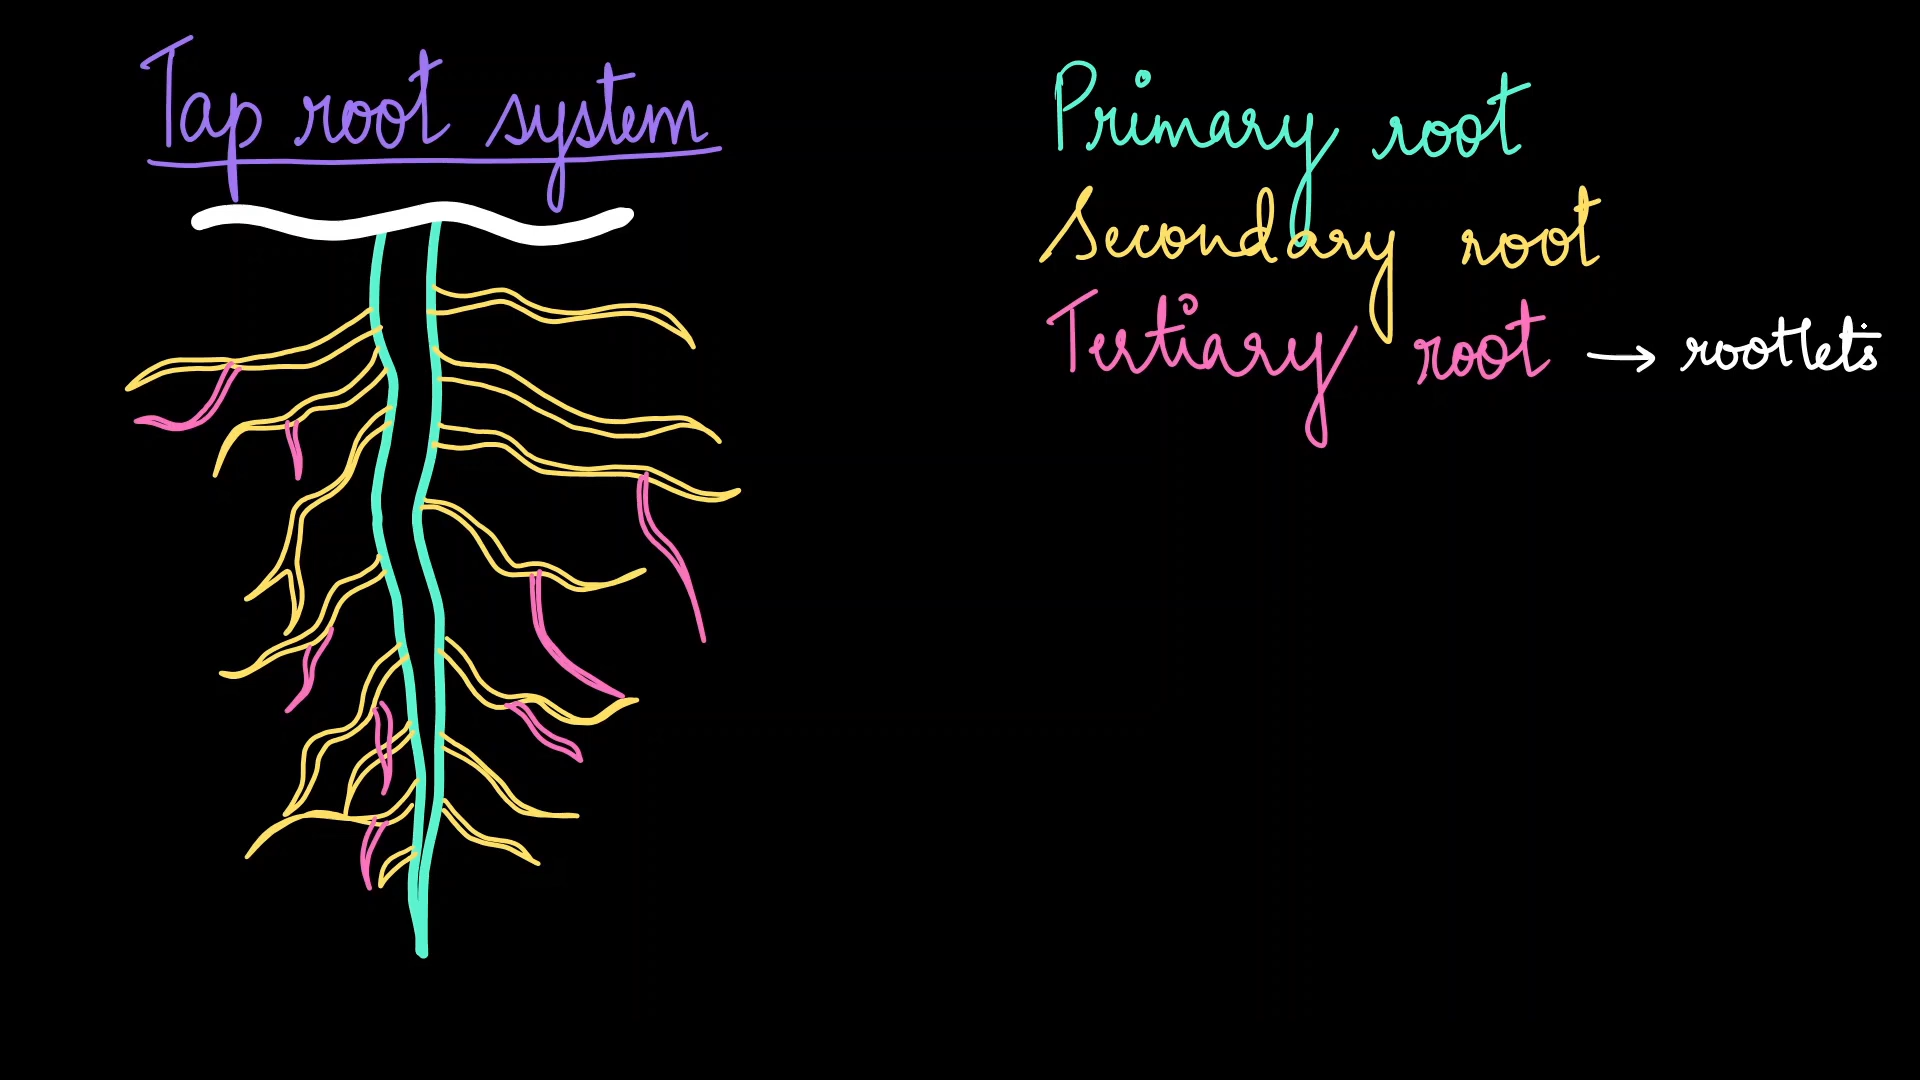 Tap root system
Primary root
Secondary root
Tertiary root → rootlets